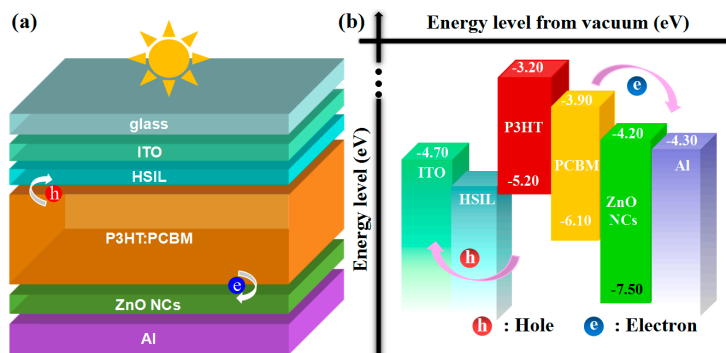 (a)
glass
ITO
HSIL
h
P3HT:PCBM
e
ZnO NCs
Al
(b)
Energy level from vacuum (eV)
Energy level (eV)
-3.20
P3HT
-5.20
-3.90
PCBM
-6.10
e
-4.20
ZnO
NCs
-7.50
-4.30
Al
-4.70
ITO
HSIL
h
h : Hole
e : Electron